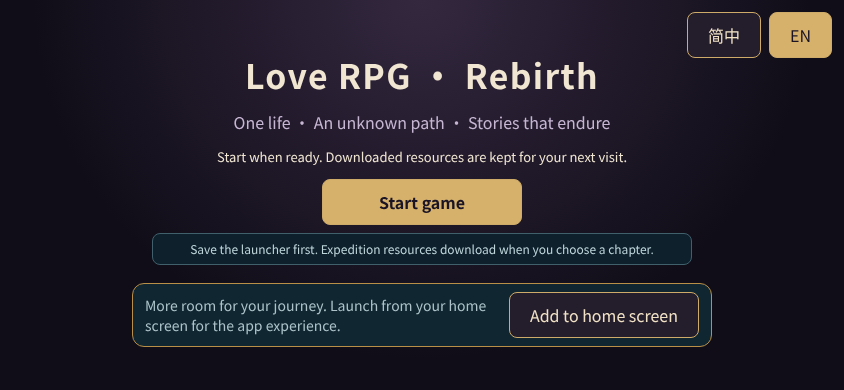 简中
EN
Love RPG · Rebirth
One life · An unknown path · Stories that endure
Start when ready. Downloaded resources are kept for your next visit.
Start game
Save the launcher first. Expedition resources download when you choose a chapter.
More room for your journey. Launch from your home
screen for the app experience.
Add to home screen